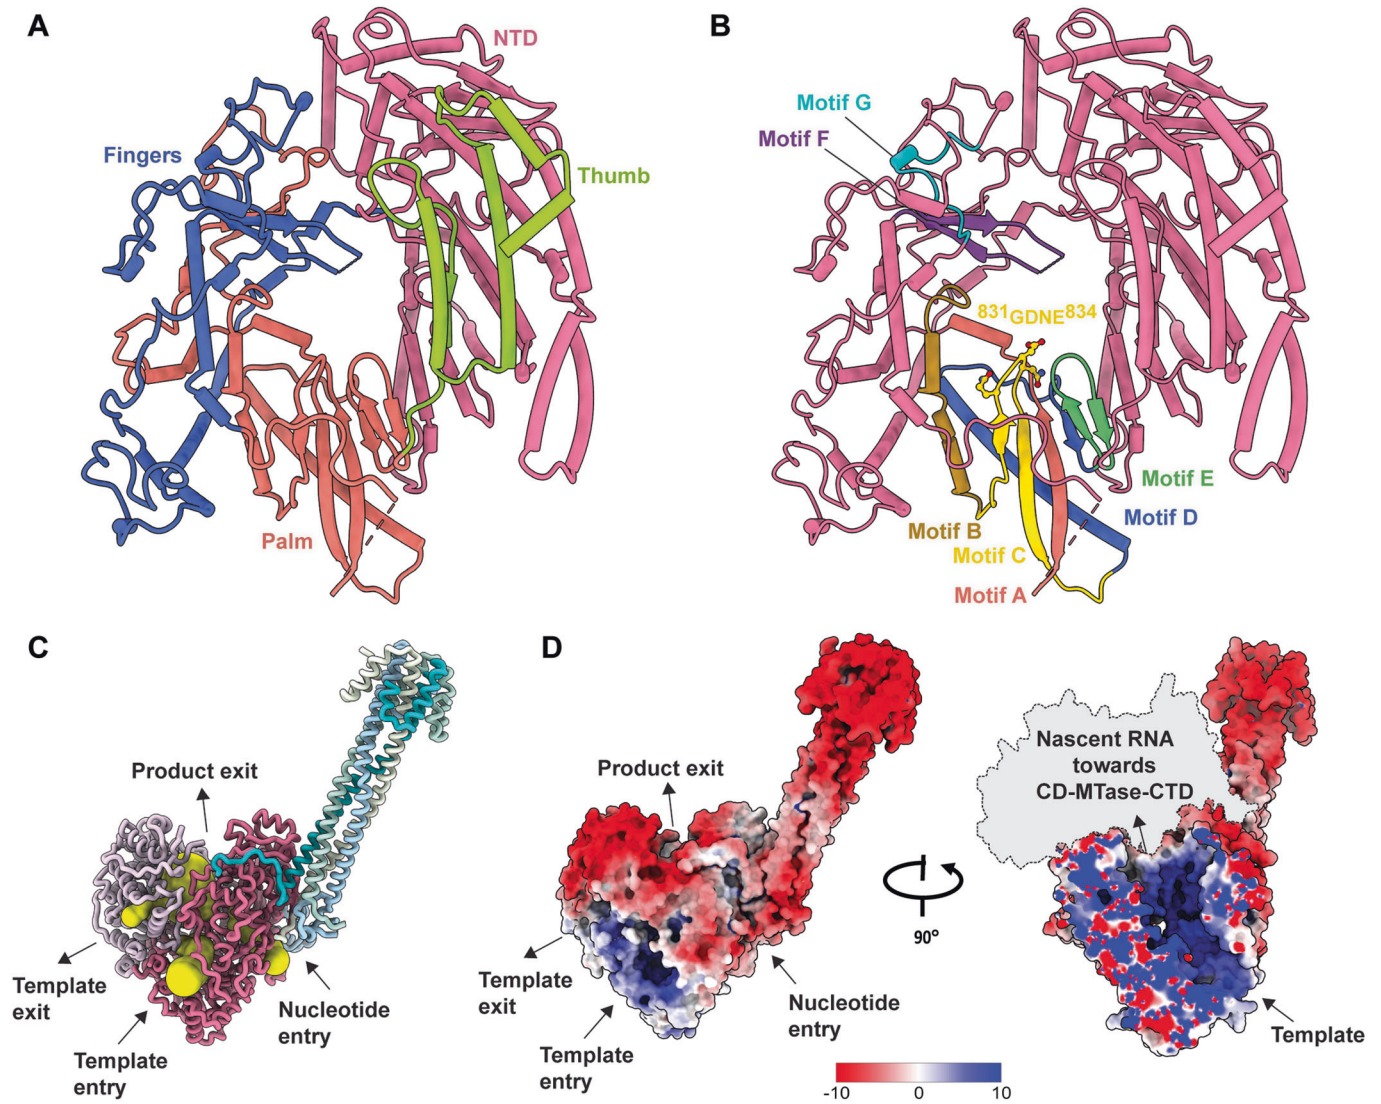 A
NTD
Fingers
Thumb
Palm
B
Motif G
Motif F
831GDNE834
Motif E
Motif D
Motif B
Motif C
Motif A
C
Product exit
Template
exit
Template
entry
Nucleotide
entry
D
Product exit
Template
exit
Template
entry
Nucleotide
entry
90º
Nascent RNA
towards
CD-MTase-CTD
Template
-10
0
10